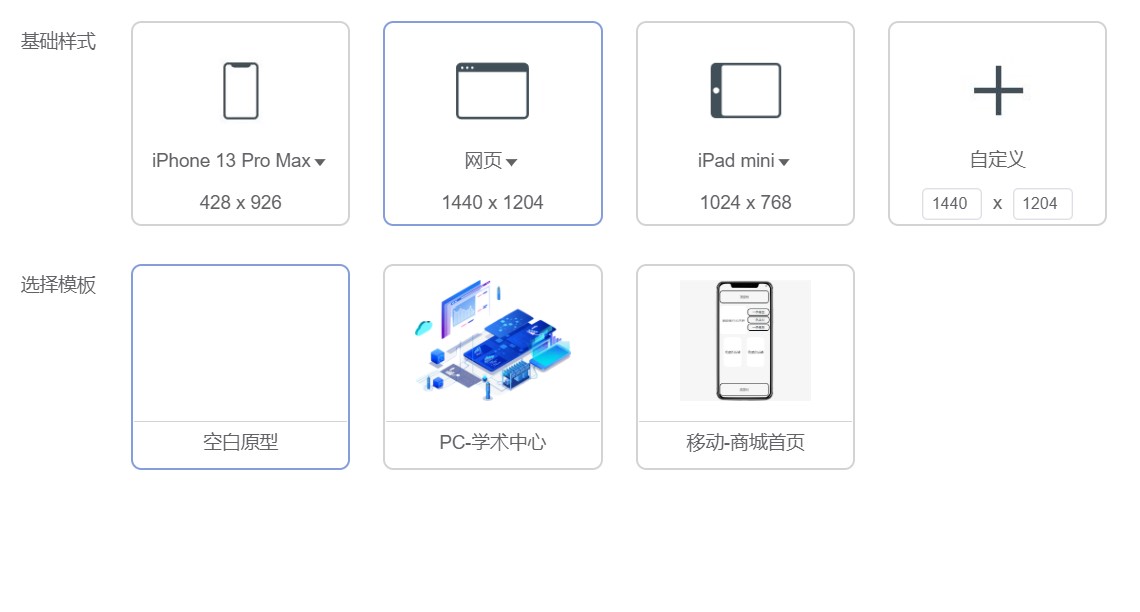 基础样式
iPhone 13 Pro Max
网页
iPad mini
自定义
428 x 926
1440 x 1204
1024 x 768
1440 x 1204
选择模板
空白原型
PC-学术中心
移动-商城首页